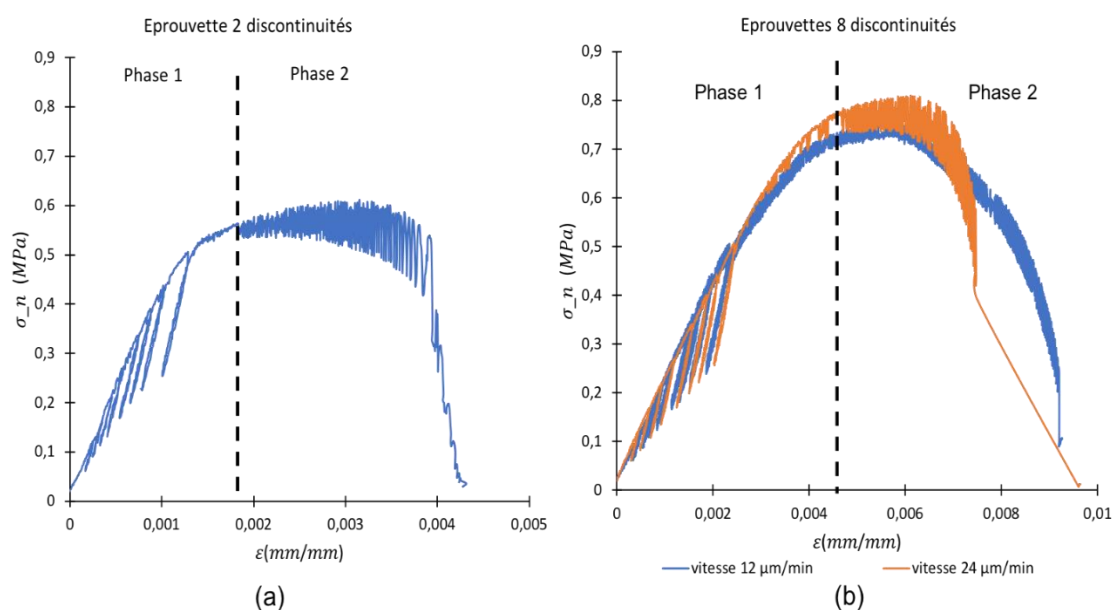 Eprouvette 2 discontinuités
Phase 1
Phase 2
0,9
0,8
0,7
0,6
0,5
0,4
0,3
0,2
0,1
0
σ_n (MPa)
0
0,001
0,002
0,003
0,004
0,005
ε(mm/mm)
(a)
Eprouvettes 8 discontinuités
Phase 1
Phase 2
0,9
0,8
0,7
0,6
0,5
0,4
0,3
0,2
0,1
0
σ_n (MPa)
0
0,002
0,004
0,006
0,008
0,01
ε(mm/mm)
vitesse 12 μm/min
vitesse 24 μm/min
(b)